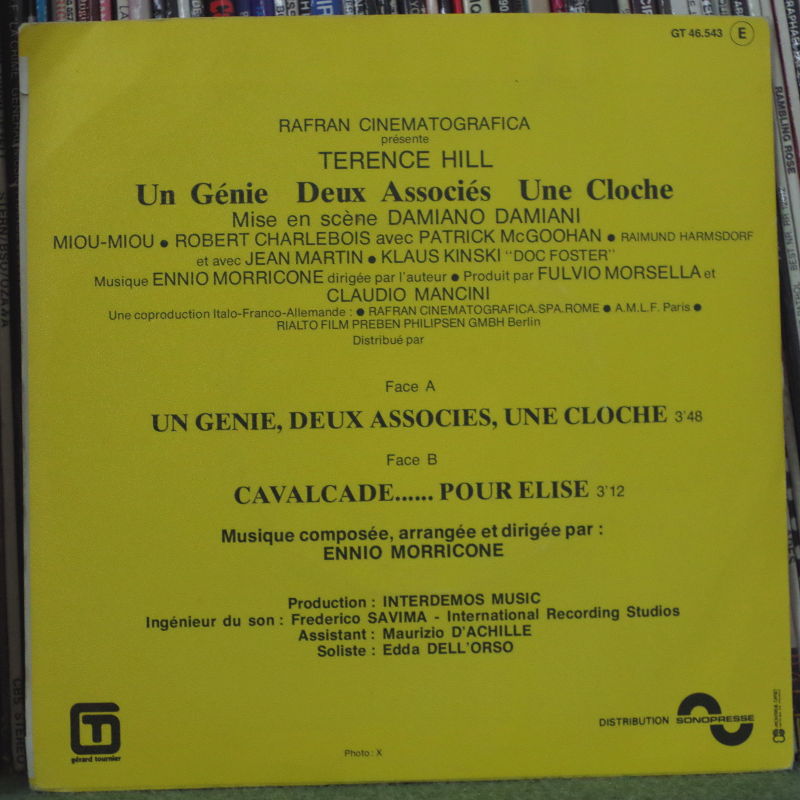 GT 46.543 E
RAFRAN CINEMATOGRAFICA
présente
TERENCE HILL
Un Génie Deux Associés Une Cloche
Mise en scène DAMIANO DAMIANI
MIOU-MIOU ● ROBERT CHARLEBOIS avec PATRICK McGOOHAN ● RAIMUND HARMSDORF
et avec JEAN MARTIN ● KLAUS KINSKI "DOC FOSTER"
Musique ENNIO MORRICONE dirigée par l'auteur ● Produit par FULVIO MORSELLA et
CLAUDIO MANCINI
Une coproduction Italo-Franco-Allemande : ● RAFRAN CINEMATOGRAFICA.SPA.ROME ● A.M.L.F. Paris ●
RIALTO FILM PREBEN PHILIPSEN GMBH Berlin
Distribué par
Face A
UN GENIE, DEUX ASSOCIES, UNE CLOCHE 3'48
Face B
CAVALCADE...... POUR ELISE 3'12
Musique composée, arrangée et dirigée par :
ENNIO MORRICONE
Production : INTERDEMOS MUSIC
Ingénieur du son : Frederico SAVIMA - International Recording Studios
Assistant : Maurizio D'ACHILLE
Soliste : Edda DELL'ORSO
gérard tournier
Photo : X
DISTRIBUTION SONOPRESSE
RAMBLING ROSE
CBS STEREO